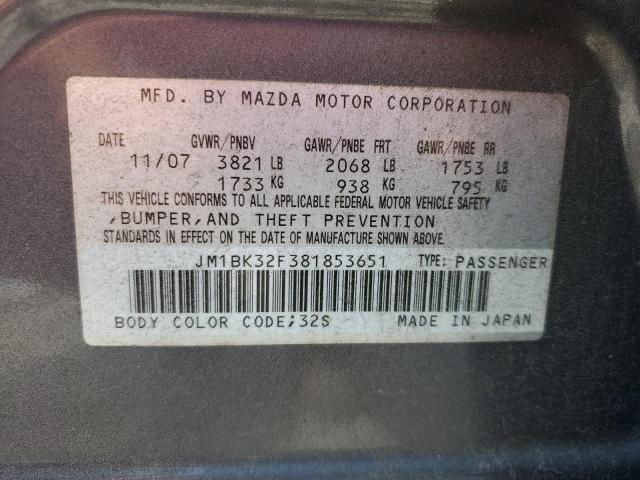 MFD. BY MAZDA MOTOR CORPORATION
DATE GVWR/PNBV GAWR/PNBE FRT GAWR/PNBE RR
11/07 3821 LB 2068 LB 1753 LB
1733 KG 938 KG 795 KG
THIS VEHICLE CONFORMS TO ALL APPLICABLE FEDERAL MOTOR VEHICLE SAFETY
,BUMPER,AND THEFT PREVENTION
STANDARDS IN EFFECT ON THE DATE OF MANUFACTURE SHOWN ABOVE.
JM1BK32F381853651 TYPE: PASSENGER
BODY COLOR CODE;32S MADE IN JAPAN